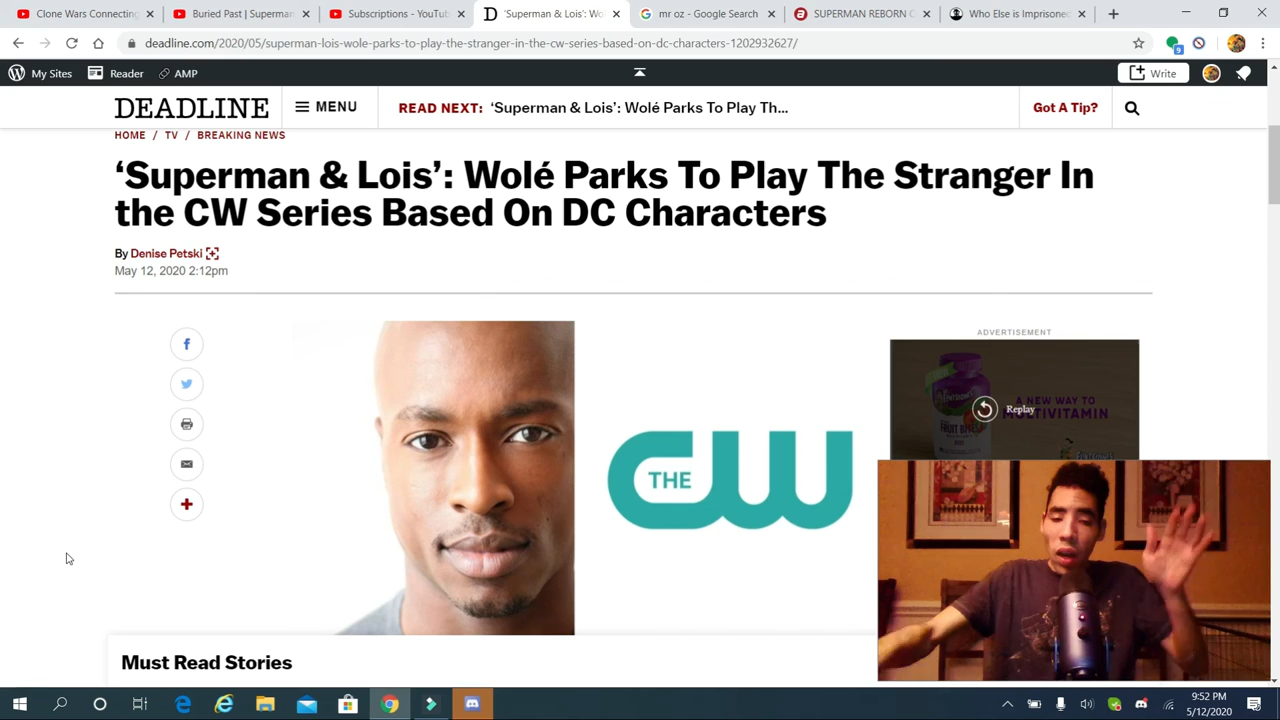 Clone Wars Connecting
Buried Past | Superman
Subscriptions - YouTu
'Superman & Lois': Wo
mr oz - Google Search
SUPERMAN REBORN C
Who Else is Imprisone
deadline.com/2020/05/superman-lois-wole-parks-to-play-the-stranger-in-the-cw-series-based-on-dc-characters-1202932627/
9
My Sites
Reader
AMP
Write
DEADLINE
MENU
READ NEXT: 'Superman & Lois': Wolé Parks To Play Th...
Got A Tip?
HOME / TV / BREAKING NEWS
'Superman & Lois': Wolé Parks To Play The Stranger In
the CW Series Based On DC Characters
By Denise Petski
May 12, 2020 2:12pm
ADVERTISEMENT
A NEW WAY TO
MULTIVITAMIN
Replay
THE CW
Must Read Stories
9:52 PM
5/12/2020